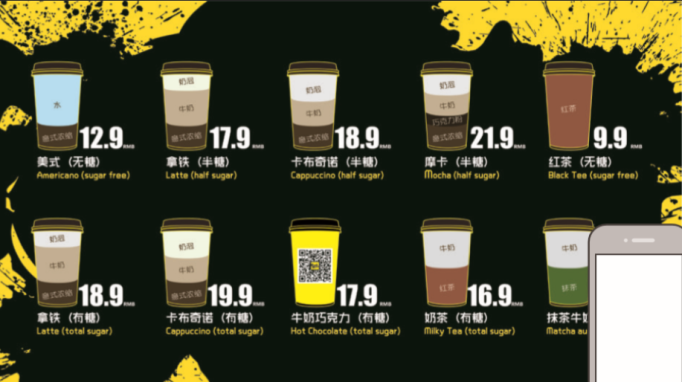 水
意式浓缩
12.9 RMB
美式（无糖）
Americano (sugar free)
奶沫
牛奶
意式浓缩
17.9 RMB
拿铁（半糖）
Latte (half sugar)
奶沫
牛奶
意式浓缩
18.9 RMB
卡布奇诺（半糖）
Cappuccino (half sugar)
奶沫
牛奶
巧克力酱
意式浓缩
21.9 RMB
摩卡（半糖）
Mocha (half sugar)
红茶
9.9 RMB
红茶（无糖）
Black Tea (sugar free)
奶沫
牛奶
意式浓缩
18.9 RMB
拿铁（有糖）
Latte (total sugar)
奶沫
牛奶
意式浓缩
19.9 RMB
卡布奇诺（有糖）
Cappuccino (total sugar)
17.9 RMB
牛奶巧克力（有糖）
Hot Chocolate (total sugar)
牛奶
红茶
16.9 RMB
奶茶（有糖）
Milky Tea (total sugar)
牛奶
抹茶
抹茶牛
Matcha au